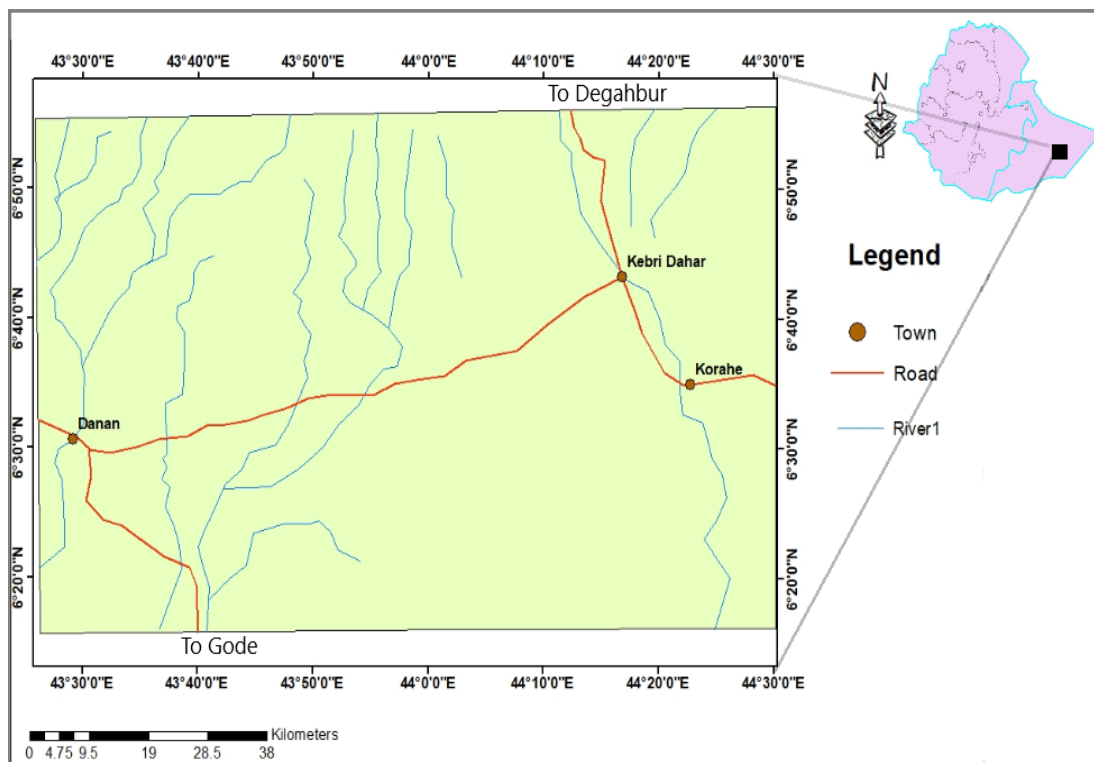 43°30'0"E 43°40'0"E 43°50'0"E 44°0'0"E 44°10'0"E 44°20'0"E 44°30'0"E
To Degahbur
N
6°50'0"N 6°50'0"N
Kebri Dahar
Legend
6°40'0"N 6°40'0"N
Town
Korahe
Road
Danan
River1
6°30'0"N 6°30'0"N
6°20'0"N 6°20'0"N
To Gode
43°30'0"E 43°40'0"E 43°50'0"E 44°0'0"E 44°10'0"E 44°20'0"E 44°30'0"E
Kilometers
0 4.75 9.5 19 28.5 38